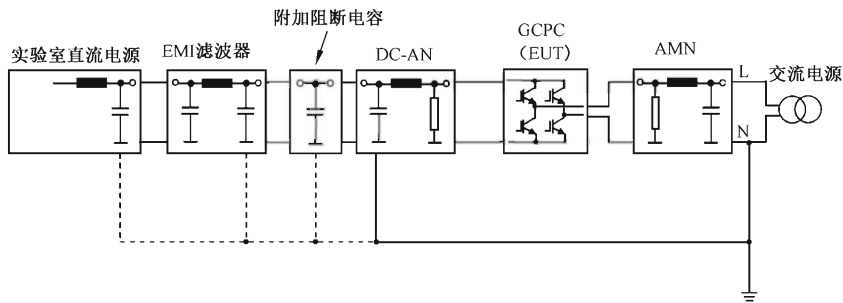 附加阻断电容
实验室直流电源
EMI滤波器
DC-AN
GCPC
（EUT）
AMN
L
交流电源
N